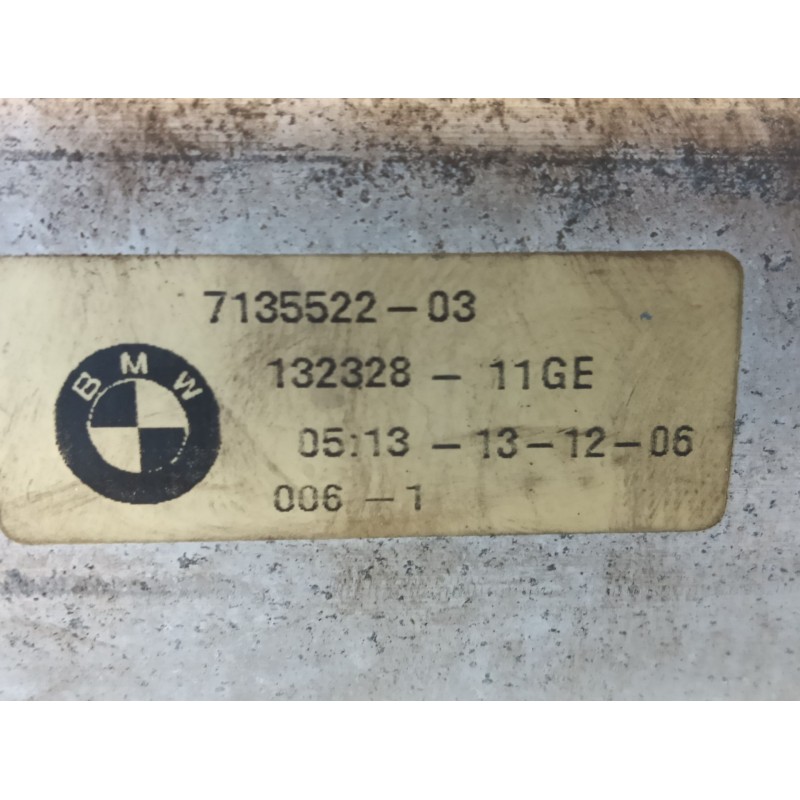 7135522-03
BMW
132328 - 11GE
05:13 - 13-12-06
006-1